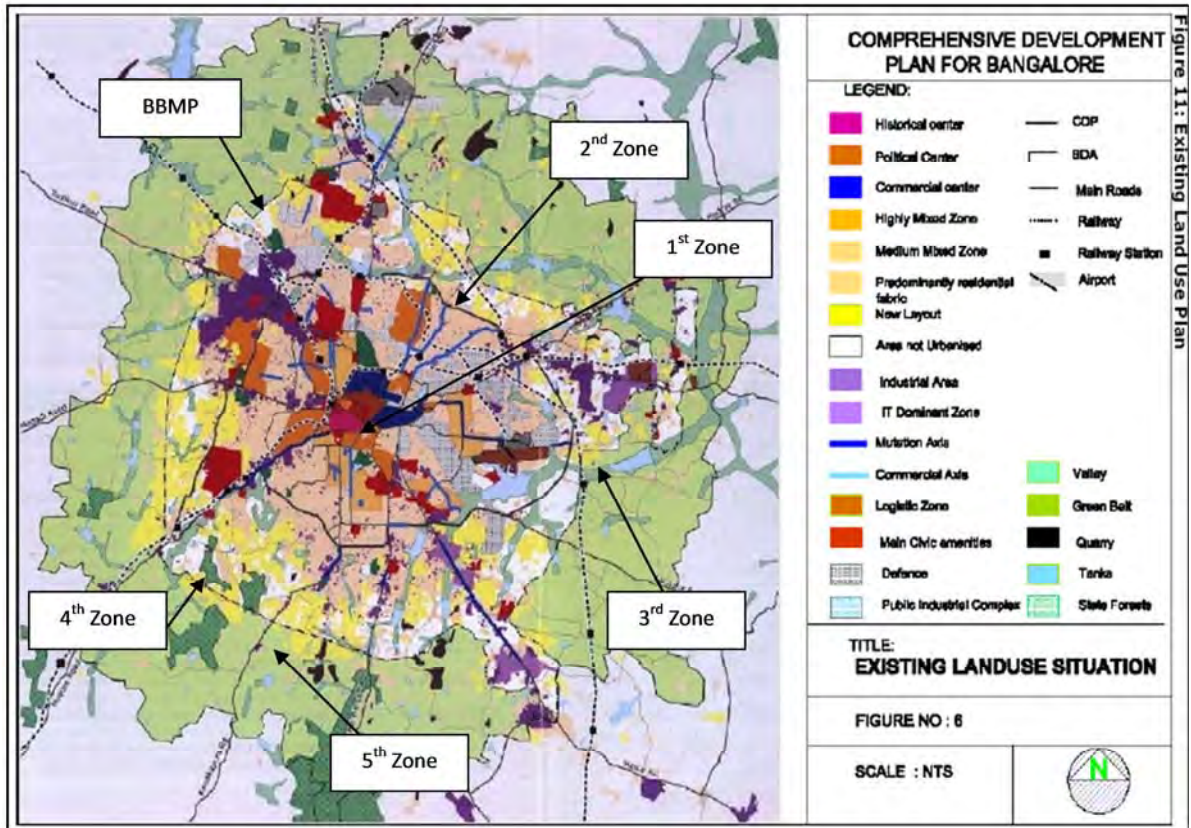 Figure 11: Existing Land Use Plan
COMPREHENSIVE DEVELOPMENT
PLAN FOR BANGALORE
LEGEND:
Historical center
Political Center
Commercial center
Highly Mixed Zone
Medium Mixed Zone
Predominantly residential
fabric
New Layout
Area not Urbanised
Industrial Area
IT Dominant Zone
Mutation Axis
Commercial Axis
Logistic Zone
Main Civic amenities
Defence
Public Industrial Complex
CDP
BDA
Main Roads
Railway
Railway Station
Airport
Valley
Green Belt
Quarry
Tanks
State Forests
TITLE:
EXISTING LANDUSE SITUATION
FIGURE NO : 6
SCALE : NTS
N
BBMP
2nd Zone
1st Zone
4th Zone
3rd Zone
5th Zone